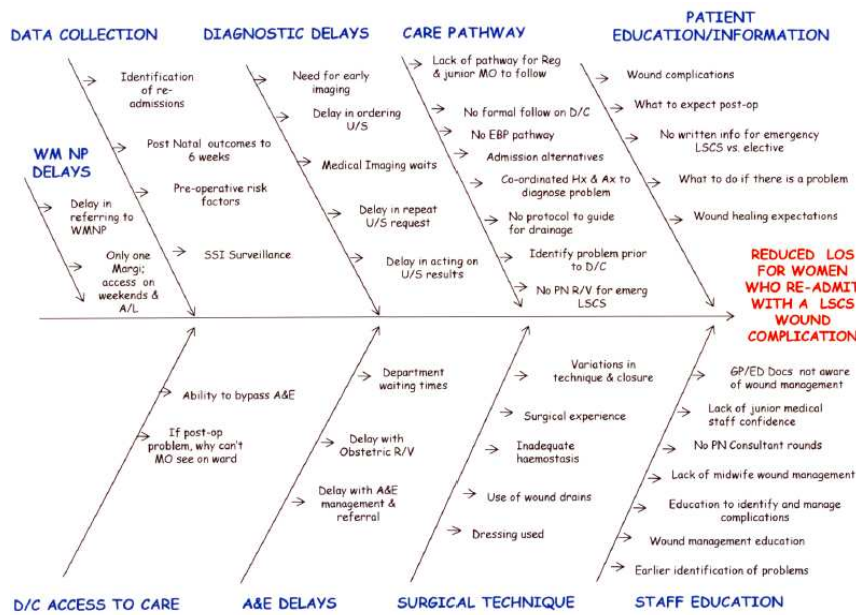 DATA COLLECTION
Identification
of re-
admissions
Post Natal outcomes to
6 weeks
Pre-operative risk
factors
SSI Surveillance
WM NP
DELAYS
Delay in
referring to
WMNP
Only one
Margi;
access on
weekends &
A/L
DIAGNOSTIC DELAYS
Need for early
imaging
Delay in ordering
U/S
Medical Imaging waits
Delay in repeat
U/S request
Delay in acting on
U/S results
CARE PATHWAY
Lack of pathway for Reg
& junior MO to follow
No formal follow on D/C
No EBP pathway
Admission alternatives
Co-ordinated Hx & Ax to
diagnose problem
No protocol to guide
for drainage
Identify problem prior
to D/C
No PN R/V for emerg
LSCS
PATIENT
EDUCATION/INFORMATION
Wound complications
What to expect post-op
No written info for emergency
LSCS vs. elective
What to do if there is a problem
Wound healing expectations
REDUCED LOS
FOR WOMEN
WHO RE-ADMIT
WITH A LSCS
WOUND
COMPLICATION
Ability to bypass A&E
If post-op
problem, why can't
MO see on ward
D/C ACCESS TO CARE
Department
waiting times
Delay with
Obstetric R/V
Delay with A&E
management &
referral
A&E DELAYS
Variations in
technique & closure
Surgical experience
Inadequate
haemostasis
Use of wound drains
Dressing used
SURGICAL TECHNIQUE
GP/ED Docs not aware
of wound management
Lack of junior medical
staff confidence
No PN Consultant rounds
Lack of midwife wound management
Education to identify and manage
complications
Wound management education
Earlier identification of problems
STAFF EDUCATION